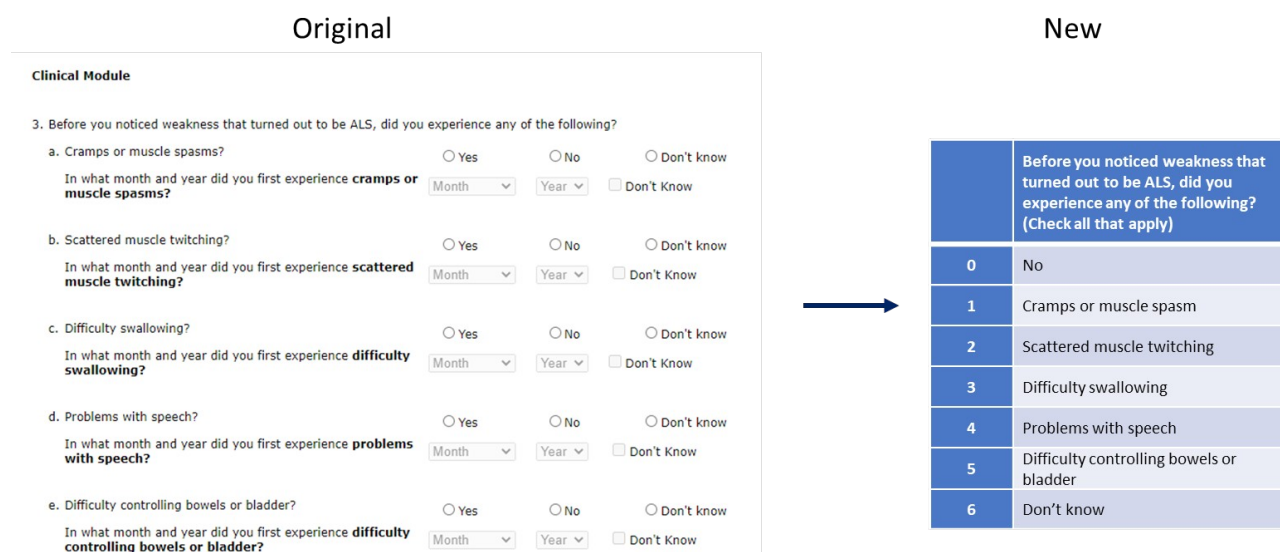 Original
New
Clinical Module
3. Before you noticed weakness that turned out to be ALS, did you experience any of the following?
a. Cramps or muscle spasms?
Yes No Don't know
In what month and year did you first experience cramps or
muscle spasms?
Month Year Don't Know
b. Scattered muscle twitching?
Yes No Don't know
In what month and year did you first experience scattered
muscle twitching?
Month Year Don't Know
c. Difficulty swallowing?
Yes No Don't know
In what month and year did you first experience difficulty
swallowing?
Month Year Don't Know
d. Problems with speech?
Yes No Don't know
In what month and year did you first experience problems
with speech?
Month Year Don't Know
e. Difficulty controlling bowels or bladder?
Yes No Don't know
In what month and year did you first experience difficulty
controlling bowels or bladder?
Month Year Don't Know
Before you noticed weakness that
turned out to be ALS, did you
experience any of the following?
(Check all that apply)
0 No
1 Cramps or muscle spasm
2 Scattered muscle twitching
3 Difficulty swallowing
4 Problems with speech
5 Difficulty controlling bowels or
bladder
6 Don’t know